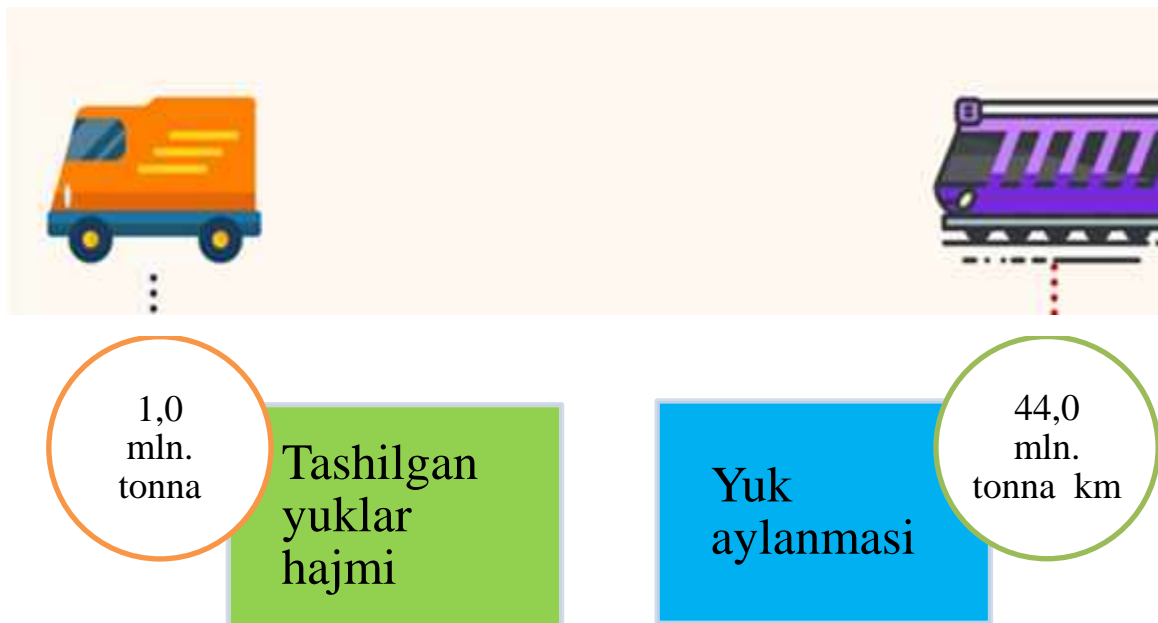 1,0
mln.
tonna
Tashilgan
yuklar
hajmi
Yuk
aylanmasi
44,0
mln.
tonna km